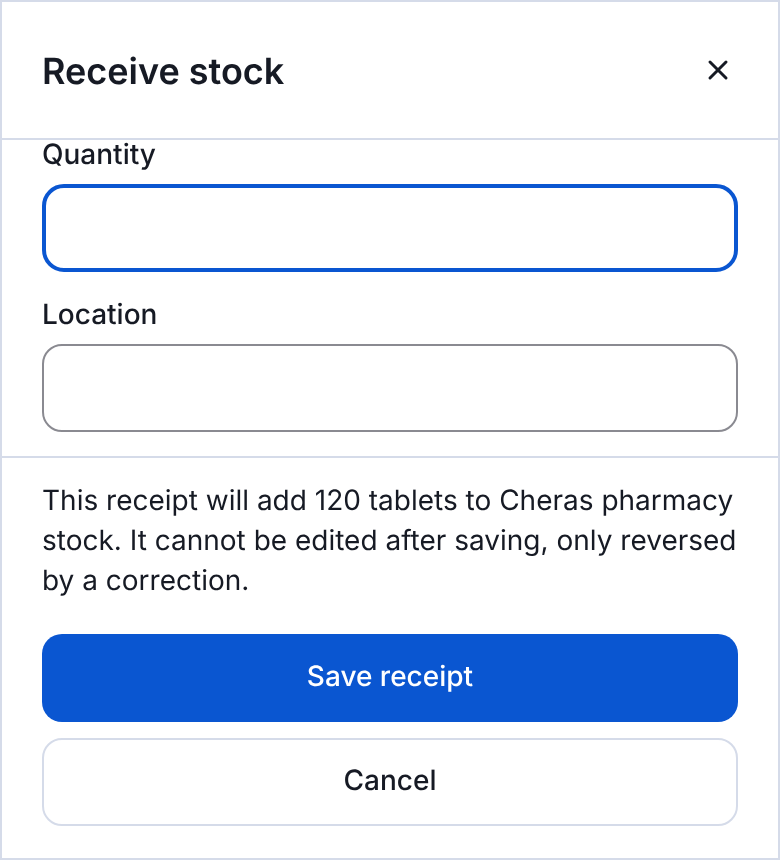 Receive stock
Quantity
Location
This receipt will add 120 tablets to Cheras pharmacy
stock. It cannot be edited after saving, only reversed
by a correction.
Save receipt
Cancel